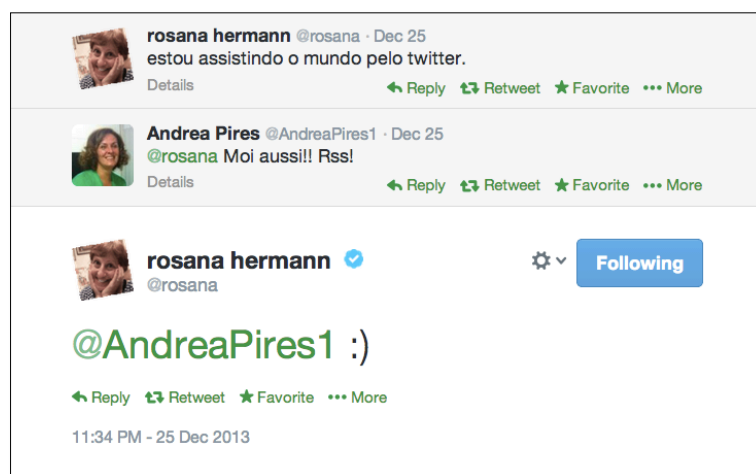 rosana hermann @rosana · Dec 25
estou assistindo o mundo pelo twitter.
Details Reply Retweet Favorite ••• More
Andrea Pires @AndreaPires1 · Dec 25
@rosana Moi aussi!! Rss!
Details Reply Retweet Favorite ••• More
rosana hermann Following
@rosana
@AndreaPires1 :)
Reply Retweet Favorite ••• More
11:34 PM - 25 Dec 2013